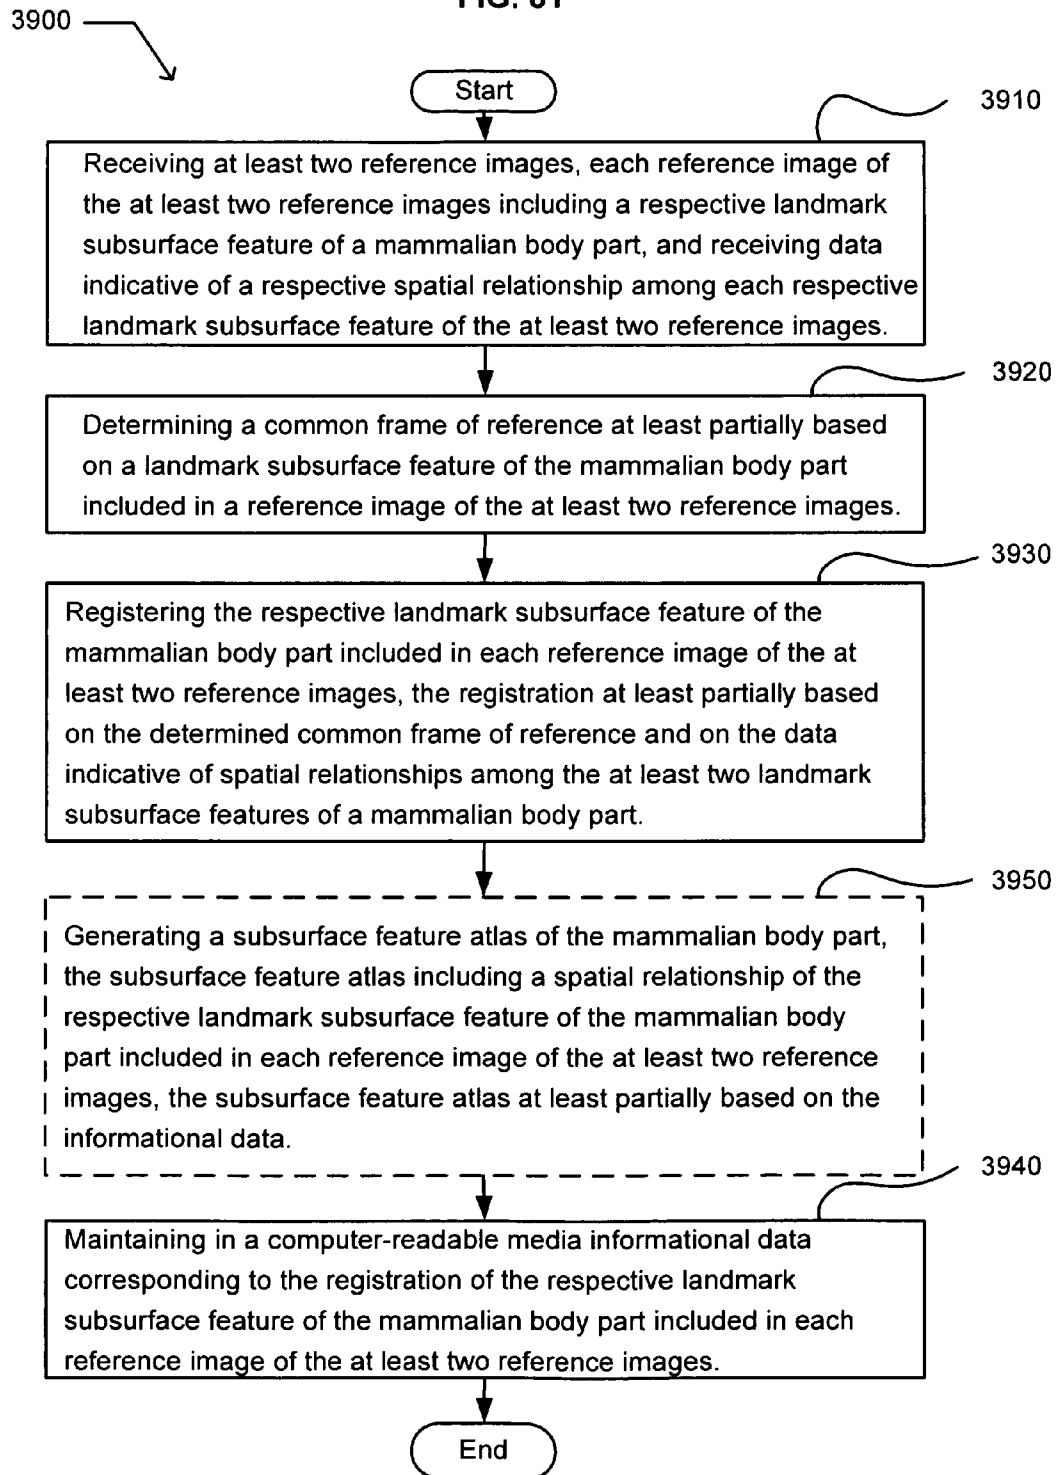 3900
Start
3910
Receiving at least two reference images, each reference image of
the at least two reference images including a respective landmark
subsurface feature of a mammalian body part, and receiving data
indicative of a respective spatial relationship among each respective
landmark subsurface feature of the at least two reference images.
3920
Determining a common frame of reference at least partially based
on a landmark subsurface feature of the mammalian body part
included in a reference image of the at least two reference images.
3930
Registering the respective landmark subsurface feature of the
mammalian body part included in each reference image of the at
least two reference images, the registration at least partially based
on the determined common frame of reference and on the data
indicative of spatial relationships among the at least two landmark
subsurface features of a mammalian body part.
3950
Generating a subsurface feature atlas of the mammalian body part,
the subsurface feature atlas including a spatial relationship of the
respective landmark subsurface feature of the mammalian body
part included in each reference image of the at least two reference
images, the subsurface feature atlas at least partially based on the
informational data.
3940
Maintaining in a computer-readable media informational data
corresponding to the registration of the respective landmark
subsurface feature of the mammalian body part included in each
reference image of the at least two reference images.
End